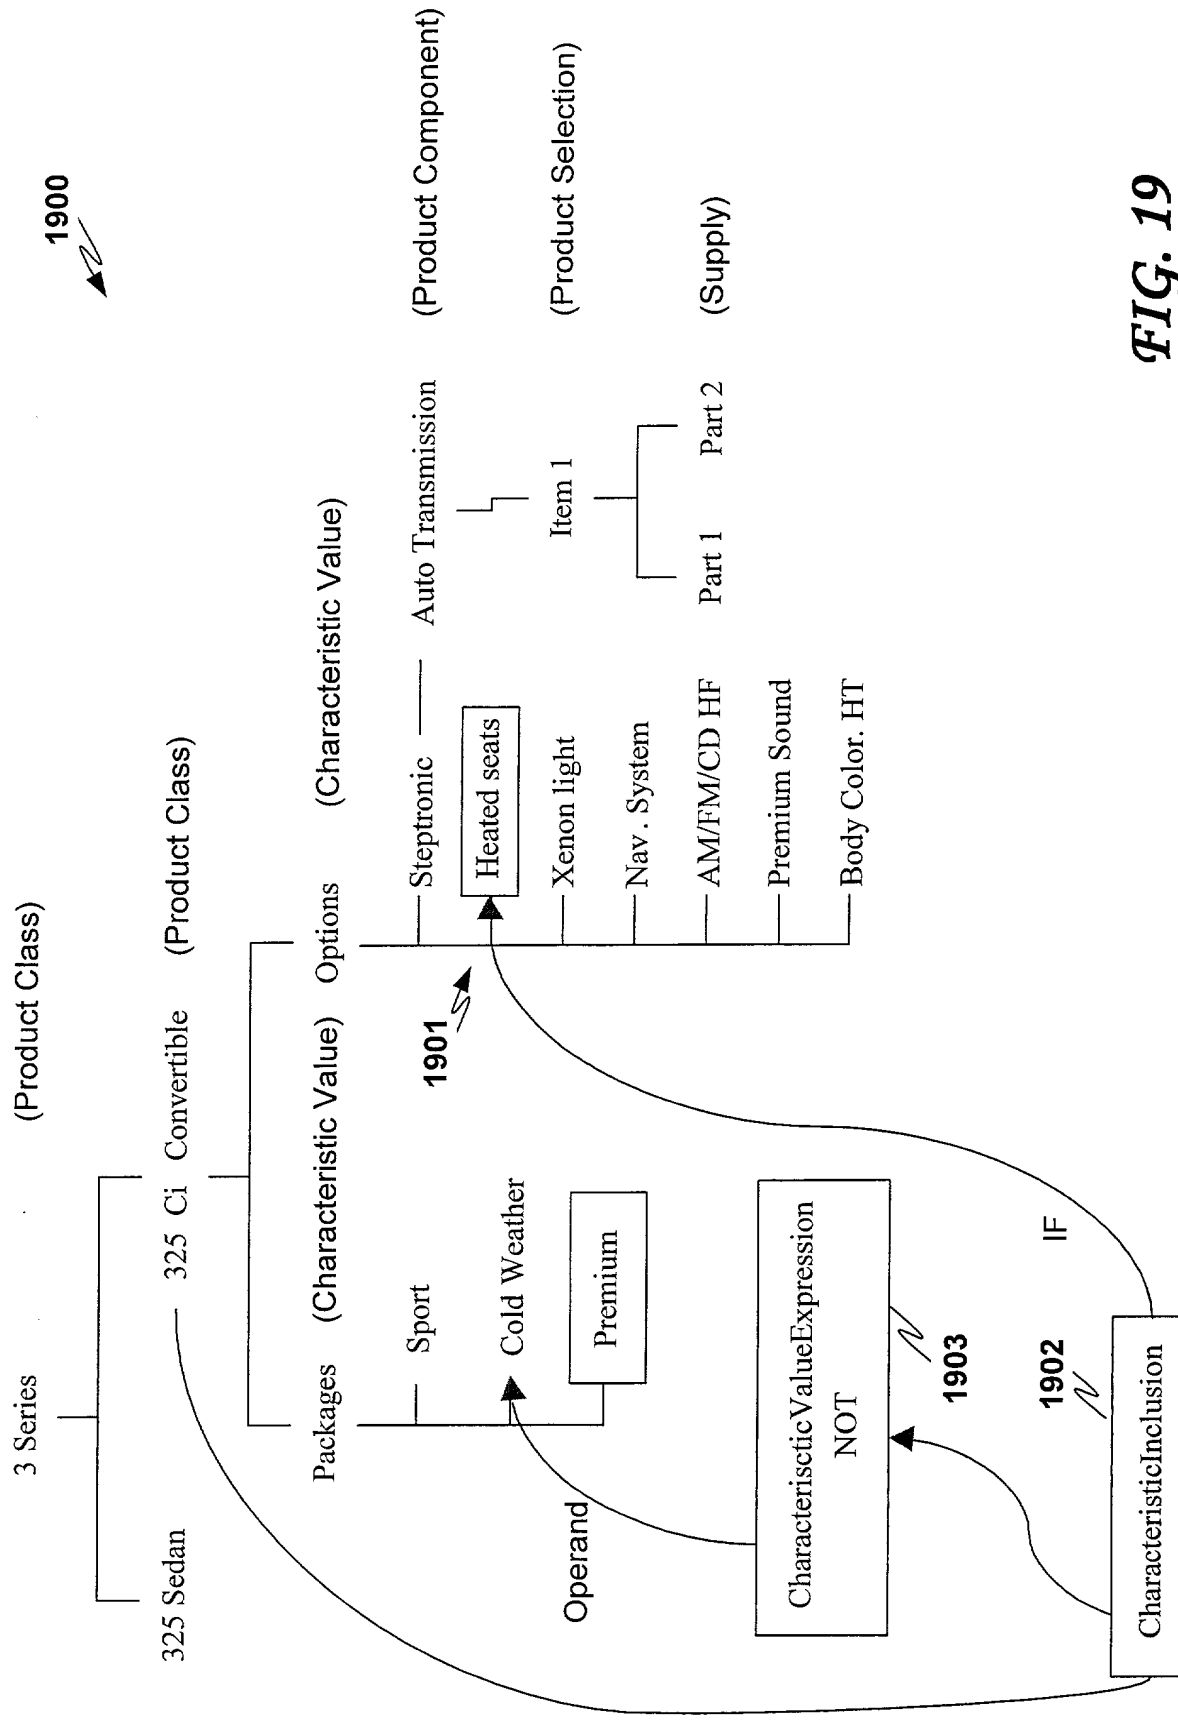 1900
3 Series (Product Class)
325 Sedan 325 Ci Convertible (Product Class)
Packages (Characteristic Value) Options (Characteristic Value)
Sport
Cold Weather
Premium
Steptronic Auto Transmission (Product Component)
Heated seats
Xenon light Item 1 (Product Selection)
Nav. System
AM/FM/CD HF Part 1 Part 2 (Supply)
Premium Sound
Body Color. HT
1901
Operand
CharacteriscticValueExpression
NOT
1903
IF
1902
CharacteristicInclusion
FIG. 19